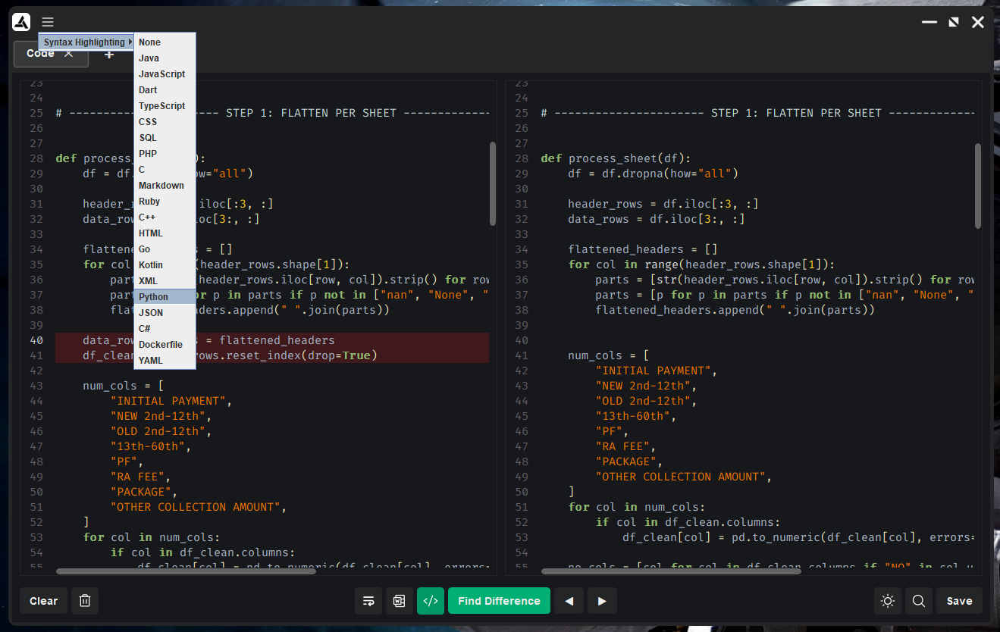 Syntax Highlighting
Code
None
Java
JavaScript
Dart
TypeScript
CSS
SQL
PHP
C
Markdown
Ruby
C++
HTML
Go
Kotlin
XML
Python
JSON
C#
Dockerfile
YAML
23
24
25 # ---------- STEP 1: FLATTEN PER SHEET -------------
26
27
28 def process_ ):
29 df = df. ow="all")
30
31 header_r iloc[:3, :]
32 data_row oc[3:, :]
33
34 flattene s = []
35 for col (header_rows.shape[1]):
36 part header_rows.iloc[row, col]).strip() for row
37 part or p in parts if p not in ["nan", "None", "
38 flat aders.append(" ".join(parts))
39
40 data_row s = flattened_headers
41 df_clean rows.reset_index(drop=True)
42
43 num_cols = [
44 "INITIAL PAYMENT",
45 "NEW 2nd-12th",
46 "OLD 2nd-12th",
47 "13th-60th",
48 "PF",
49 "RA FEE",
50 "PACKAGE",
51 "OTHER COLLECTION AMOUNT",
52 ]
53 for col in num_cols:
54 if col in df_clean.columns:
55 df_clean[col] = pd.to_numeric(df_clean[col], errors=
23
24
25 # ---------------------- STEP 1: FLATTEN PER SHEET -------------
26
27
28 def process_sheet(df):
29 df = df.dropna(how="all")
30
31 header_rows = df.iloc[:3, :]
32 data_rows = df.iloc[3:, :]
33
34 flattened_headers = []
35 for col in range(header_rows.shape[1]):
36 parts = [str(header_rows.iloc[row, col]).strip() for row
37 parts = [p for p in parts if p not in ["nan", "None", "
38 flattened_headers.append(" ".join(parts))
39
40
41 num_cols = [
42 "INITIAL PAYMENT",
43 "NEW 2nd-12th",
44 "OLD 2nd-12th",
45 "13th-60th",
46 "PF",
47 "RA FEE",
48 "PACKAGE",
49 "OTHER COLLECTION AMOUNT",
50 ]
51 for col in num_cols:
52 if col in df_clean.columns:
53 df_clean[col] = pd.to_numeric(df_clean[col], errors=
54
55 no_cols = [col for col in df_clean.columns if "NO" in col.u
Clear
</>
Find Difference
Save